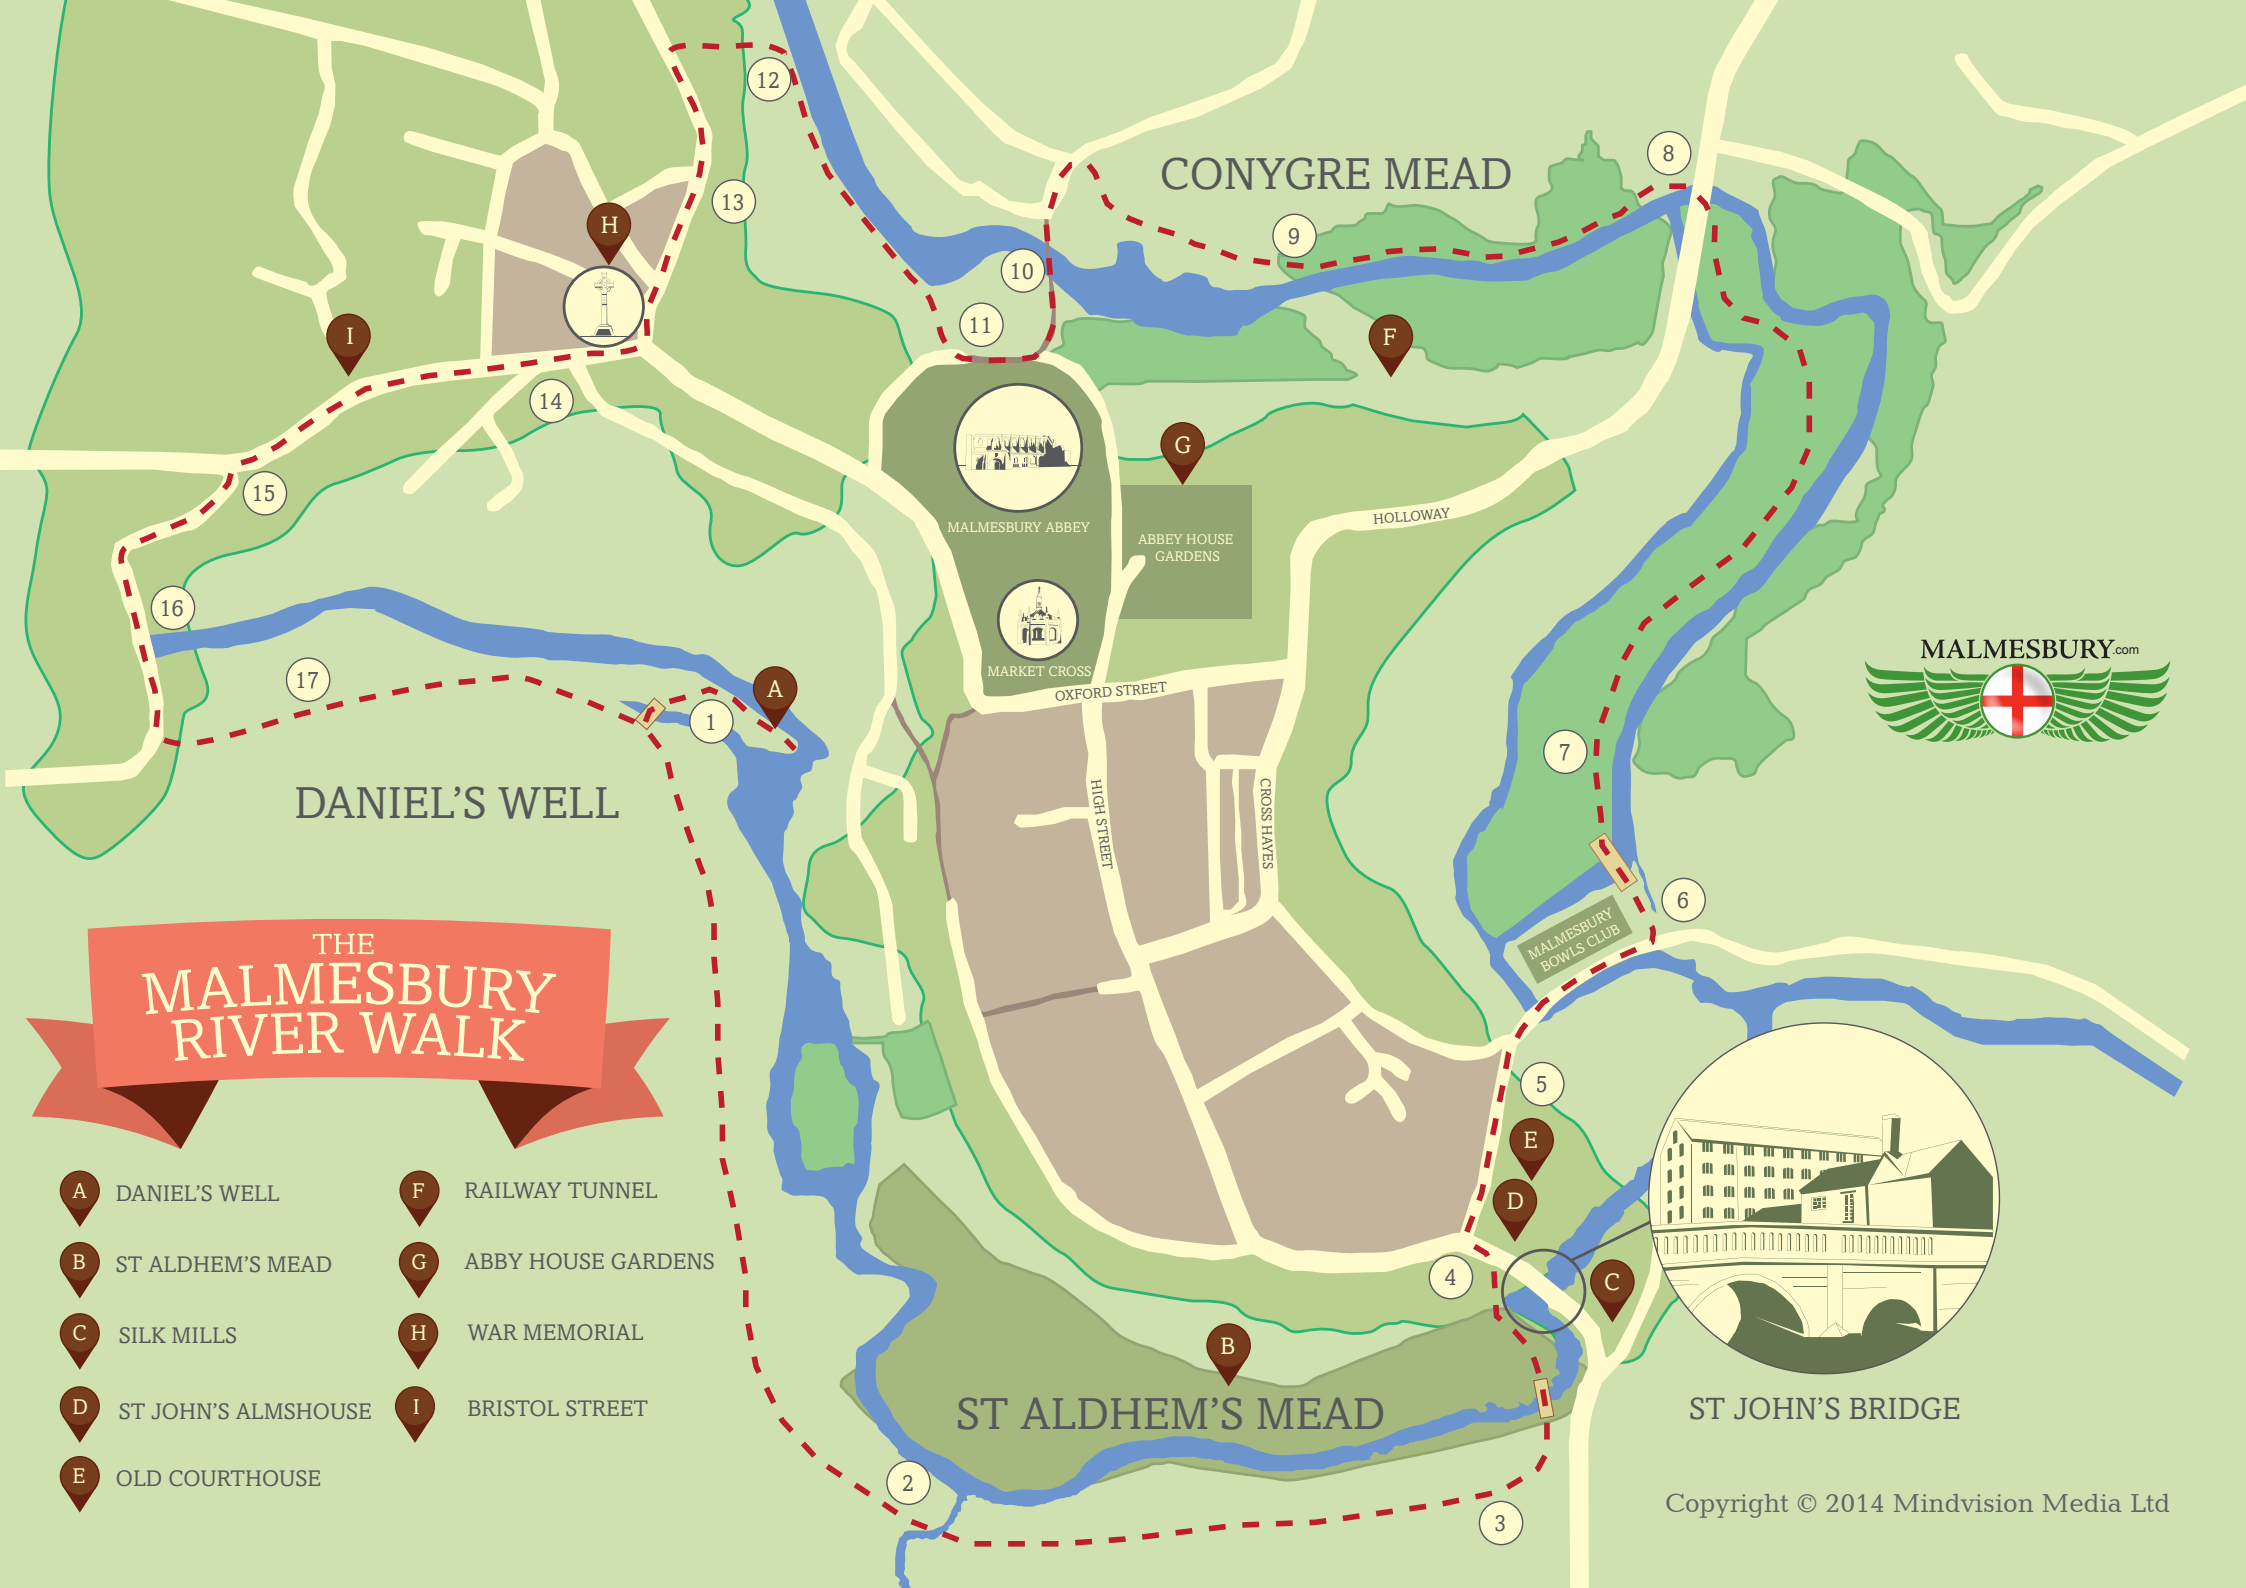 12
8
CONYGRE MEAD
13
H
9
10
11
F
I
14
G
15
MALMESBURY ABBEY
HOLLOWAY
ABBEY HOUSE
GARDENS
16
MARKET CROSS
OXFORD STREET
MALMESBURY.com
17
A
1
7
DANIEL'S WELL
HIGH STREET
CROSS HAYES
6
MALMESBURY
BOWLS CLUB
THE
MALMESBURY
RIVER WALK
5
E
D
4
C
B
ST ALDHEM'S MEAD
2
3
ST JOHN'S BRIDGE
A DANIEL'S WELL
B ST ALDHEM'S MEAD
C SILK MILLS
D ST JOHN'S ALMSHOUSE
E OLD COURTHOUSE
F RAILWAY TUNNEL
G ABBY HOUSE GARDENS
H WAR MEMORIAL
I BRISTOL STREET
Copyright © 2014 Mindvision Media Ltd